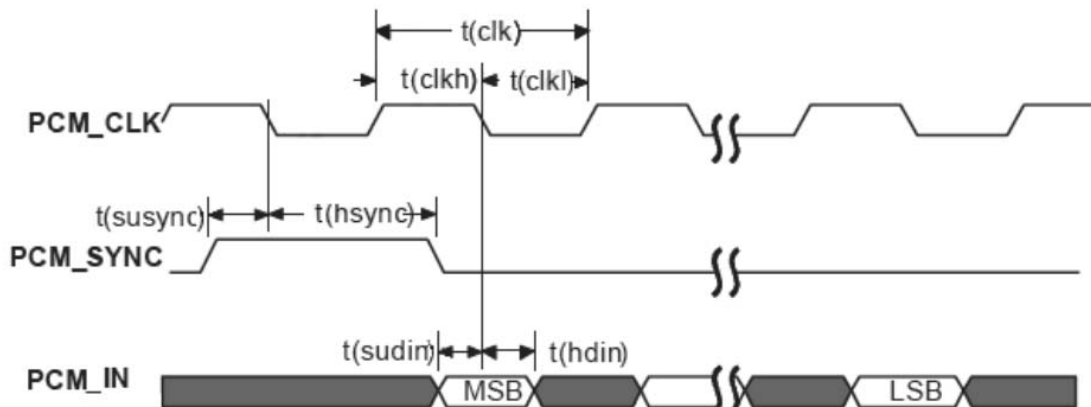 t(clk)
t(clkh) t(clkl)
PCM_CLK
t(susync) t(hsync)
PCM_SYNC
t(sudin) t(hdin)
PCM_IN MSB LSB